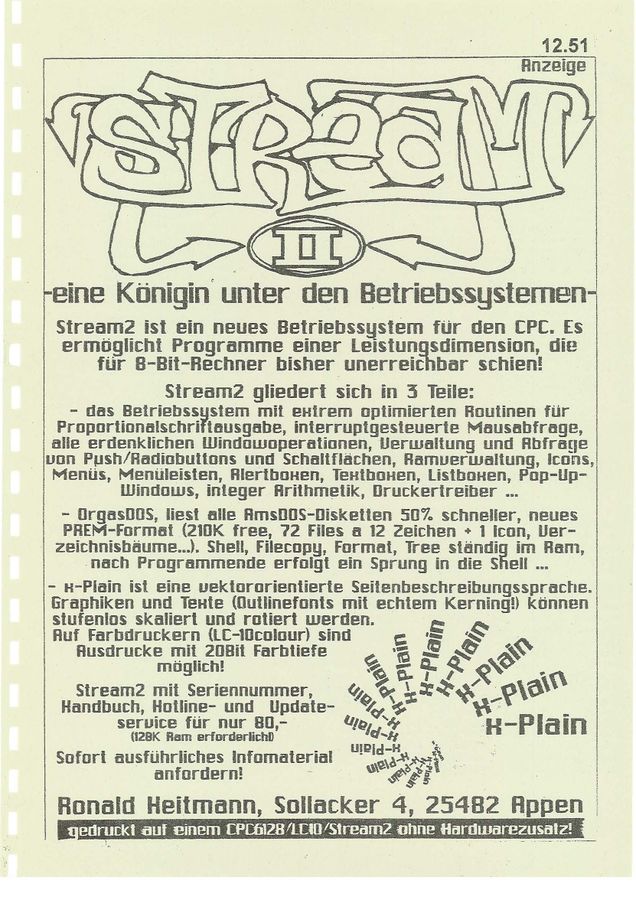 12.51
Anzeige
STREAM
II
-eine Königin unter den Betriebssystemen-
Stream2 ist ein neues Betriebssystem für den CPC. Es
ermöglicht Programme einer Leistungsdimension, die
für 8-Bit-Rechner bisher unerreichbar schien!
Stream2 gliedert sich in 3 Teile:
- das Betriebssystem mit extrem optimierten Routinen für
Proportionalschriftausgabe, interruptgesteuerte Mausabfrage,
alle erdenklichen Windowoperationen, Verwaltung und Abfrage
von Push/Radiobuttons und Schaltflächen, Ramverwaltung, Icons,
Menüs, Menüleisten, Alertboxen, Textboxen, Listboxen, Pop-Up-
Windows, integer Arithmetik, Druckertreiber ...
- OrgasDOS, liest alle AmsDOS-Disketten 50% schneller, neues
PREM-Format (210K free, 72 Files a 12 Zeichen + 1 Icon, Ver-
zeichnisbäume...). Shell, Filecopy, Format, Tree ständig im Ram,
nach Programmende erfolgt ein Sprung in die Shell ...
- x-Plain ist eine vektororientierte Seitenbeschreibungssprache.
Graphiken und Texte (Outlinefonts mit echtem Kerning!) können
stufenlos skaliert und rotiert werden.
Auf Farbdruckern (LC-10colour) sind
Ausdrucke mit 20Bit Farbtiefe
möglich!
Stream2 mit Seriennummer,
Handbuch, Hotline- und Update-
service für nur 80,-
(128K Ram erforderlich!)
Sofort ausführliches Infomaterial
anfordern!
x-Plain
x-Plain
x-Plain
x-Plain
x-Plain
x-Plain
x-Plain
x-Plain
x-Plain
x-Plain
x-Plain
x-Plain
x-Plain
x-Plain
Ronald Heitmann, Sollacker 4, 25482 Appen
gedruckt auf einem CPC6128/LC10/Stream2 ohne Hardwarezusatz!